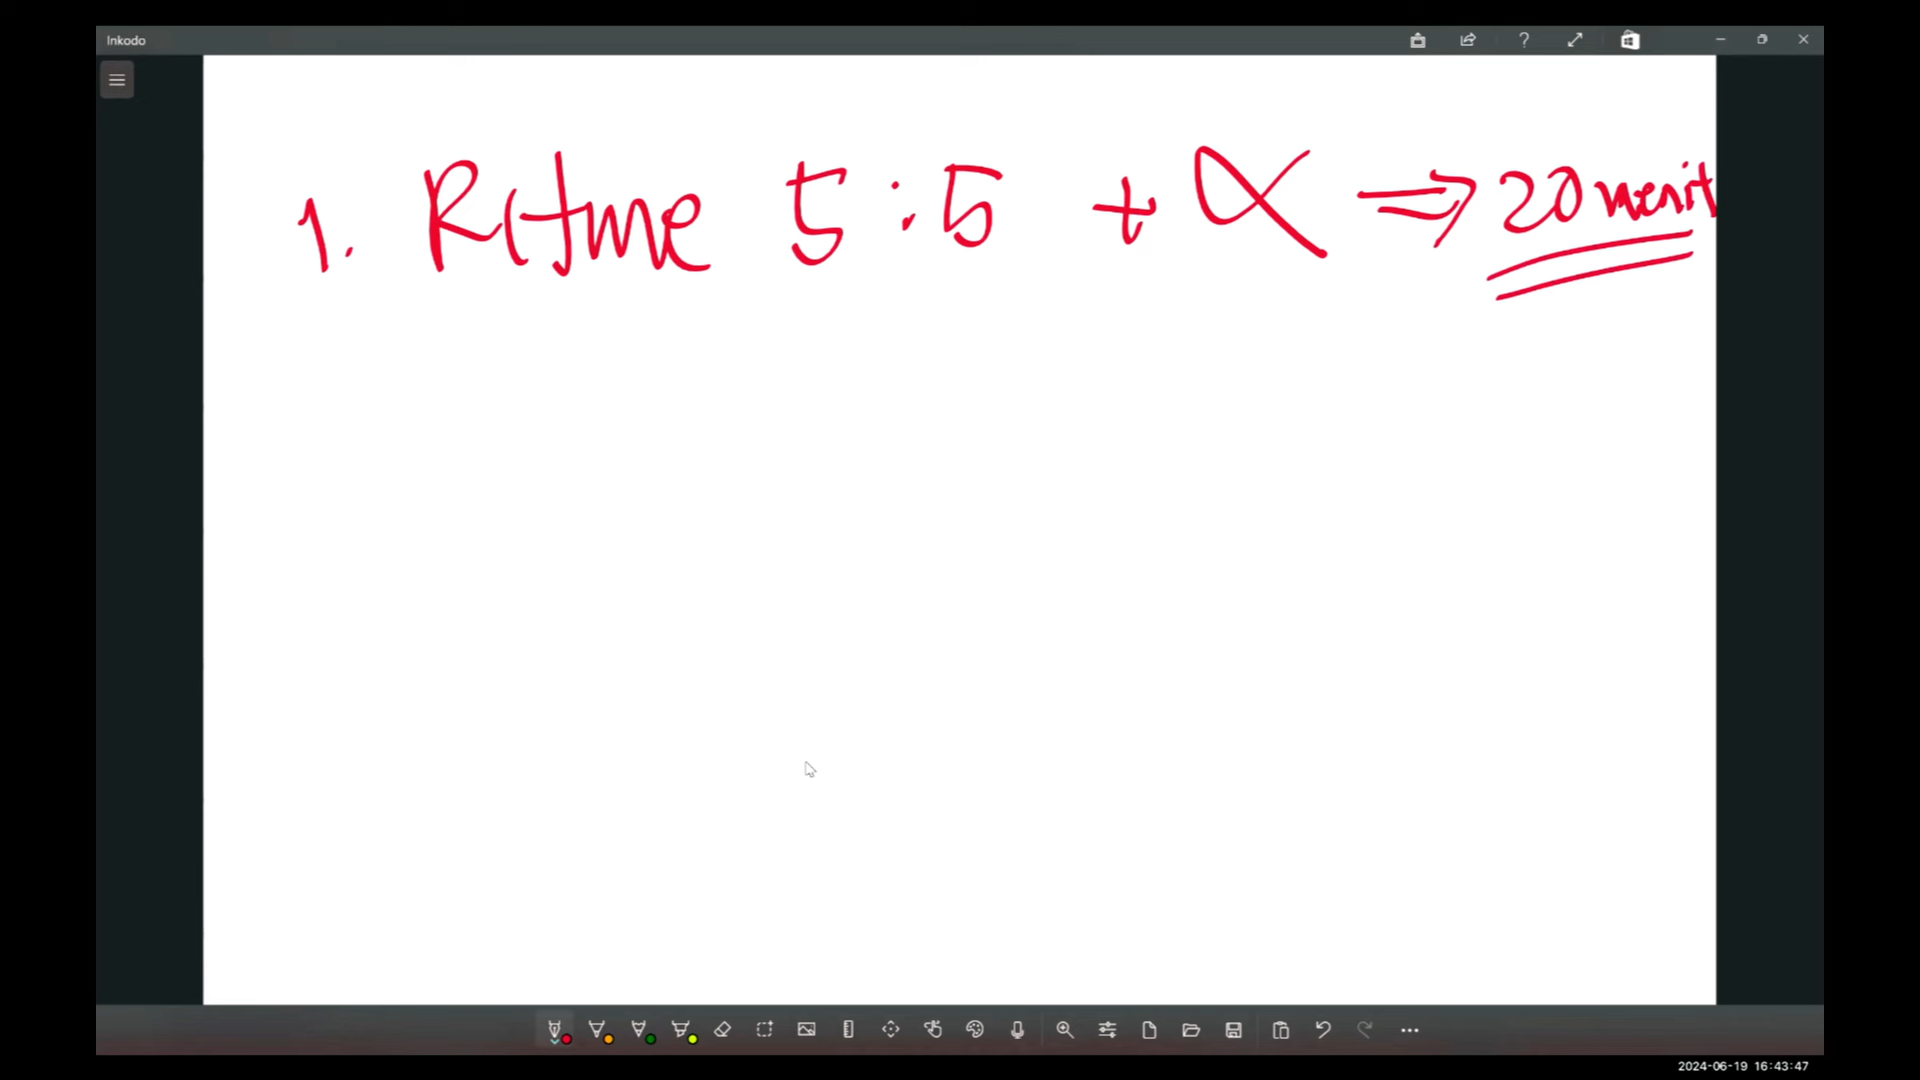 Inkodo
1. Ritme 5:5 + α ⇒ 20 menit
2024-06-19 16:43:47